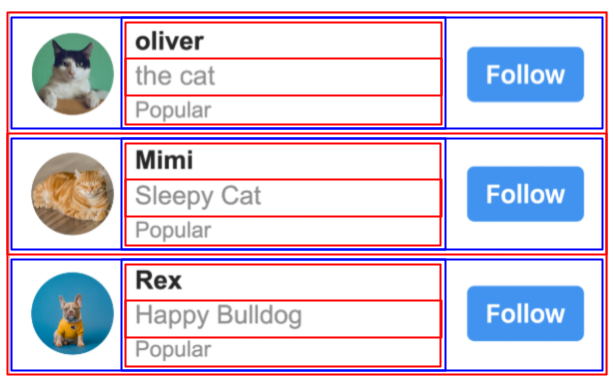 oliver
the cat
Popular
Follow
Mimi
Sleepy Cat
Popular
Follow
Rex
Happy Bulldog
Popular
Follow